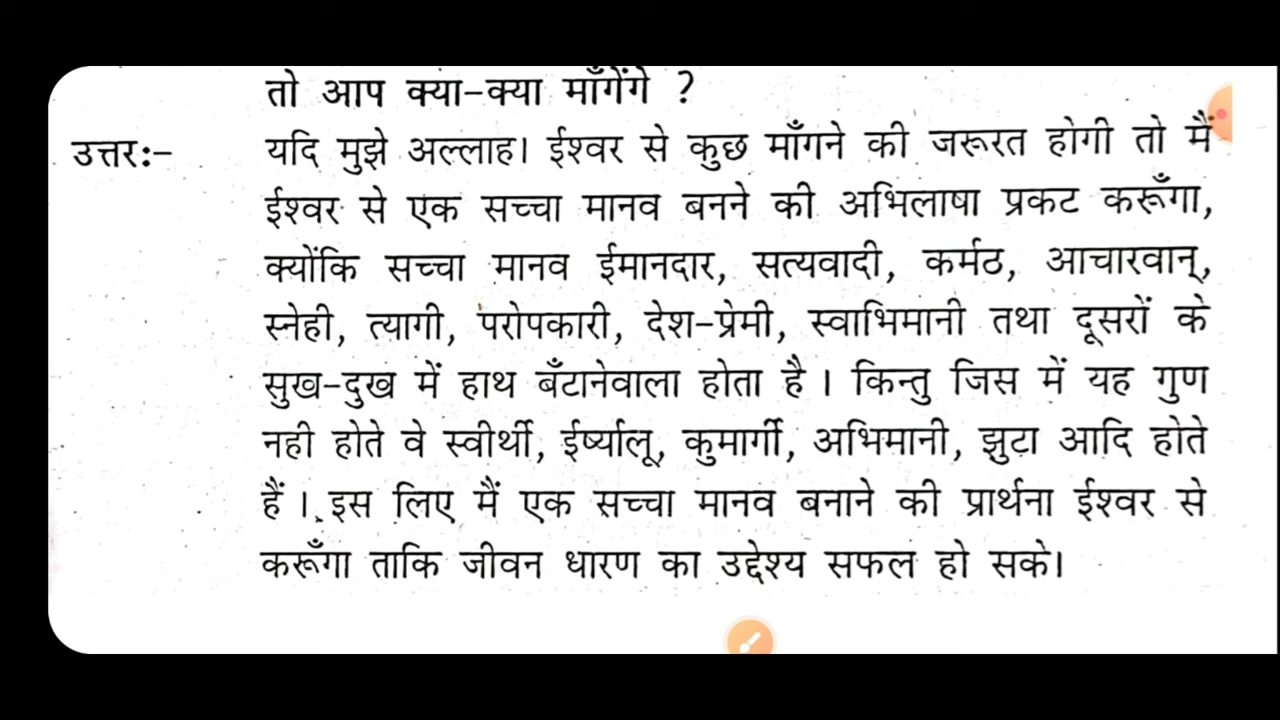 तो आप क्या-क्या माँगेंगे ?
उत्तरः- यदि मुझे अल्लाह। ईश्वर से कुछ माँगने की जरूरत होगी तो मैं
ईश्वर से एक सच्चा मानव बनने की अभिलाषा प्रकट करूँगा,
क्योंकि सच्चा मानव ईमानदार, सत्यवादी, कर्मठ, आचारवान्,
स्नेही, त्यागी, परोपकारी, देश-प्रेमी, स्वाभिमानी तथा दूसरों के
सुख-दुख में हाथ बँटानेवाला होता है । किन्तु जिस में यह गुण
नही होते वे स्वीर्थी, ईर्ष्यालू, कुमार्गी, अभिमानी, झुटा आदि होते
हैं । इस लिए मैं एक सच्चा मानव बनाने की प्रार्थना ईश्वर से
करूँगा ताकि जीवन धारण का उद्देश्य सफल हो सके।